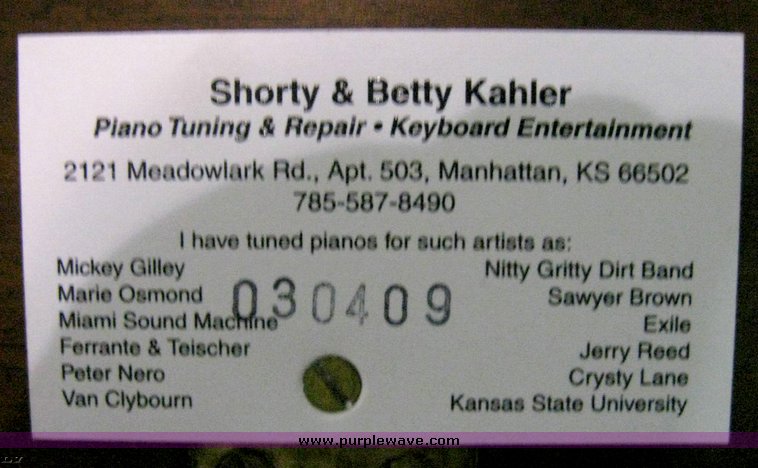 Shorty & Betty Kahler
Piano Tuning & Repair • Keyboard Entertainment
2121 Meadowlark Rd., Apt. 503, Manhattan, KS 66502
785-587-8490
I have tuned pianos for such artists as:
Mickey Gilley
Marie Osmond
Miami Sound Machine
Ferrante & Teischer
Peter Nero
Van Clybourn
030409
Nitty Gritty Dirt Band
Sawyer Brown
Exile
Jerry Reed
Crysty Lane
Kansas State University
www.purplewave.com